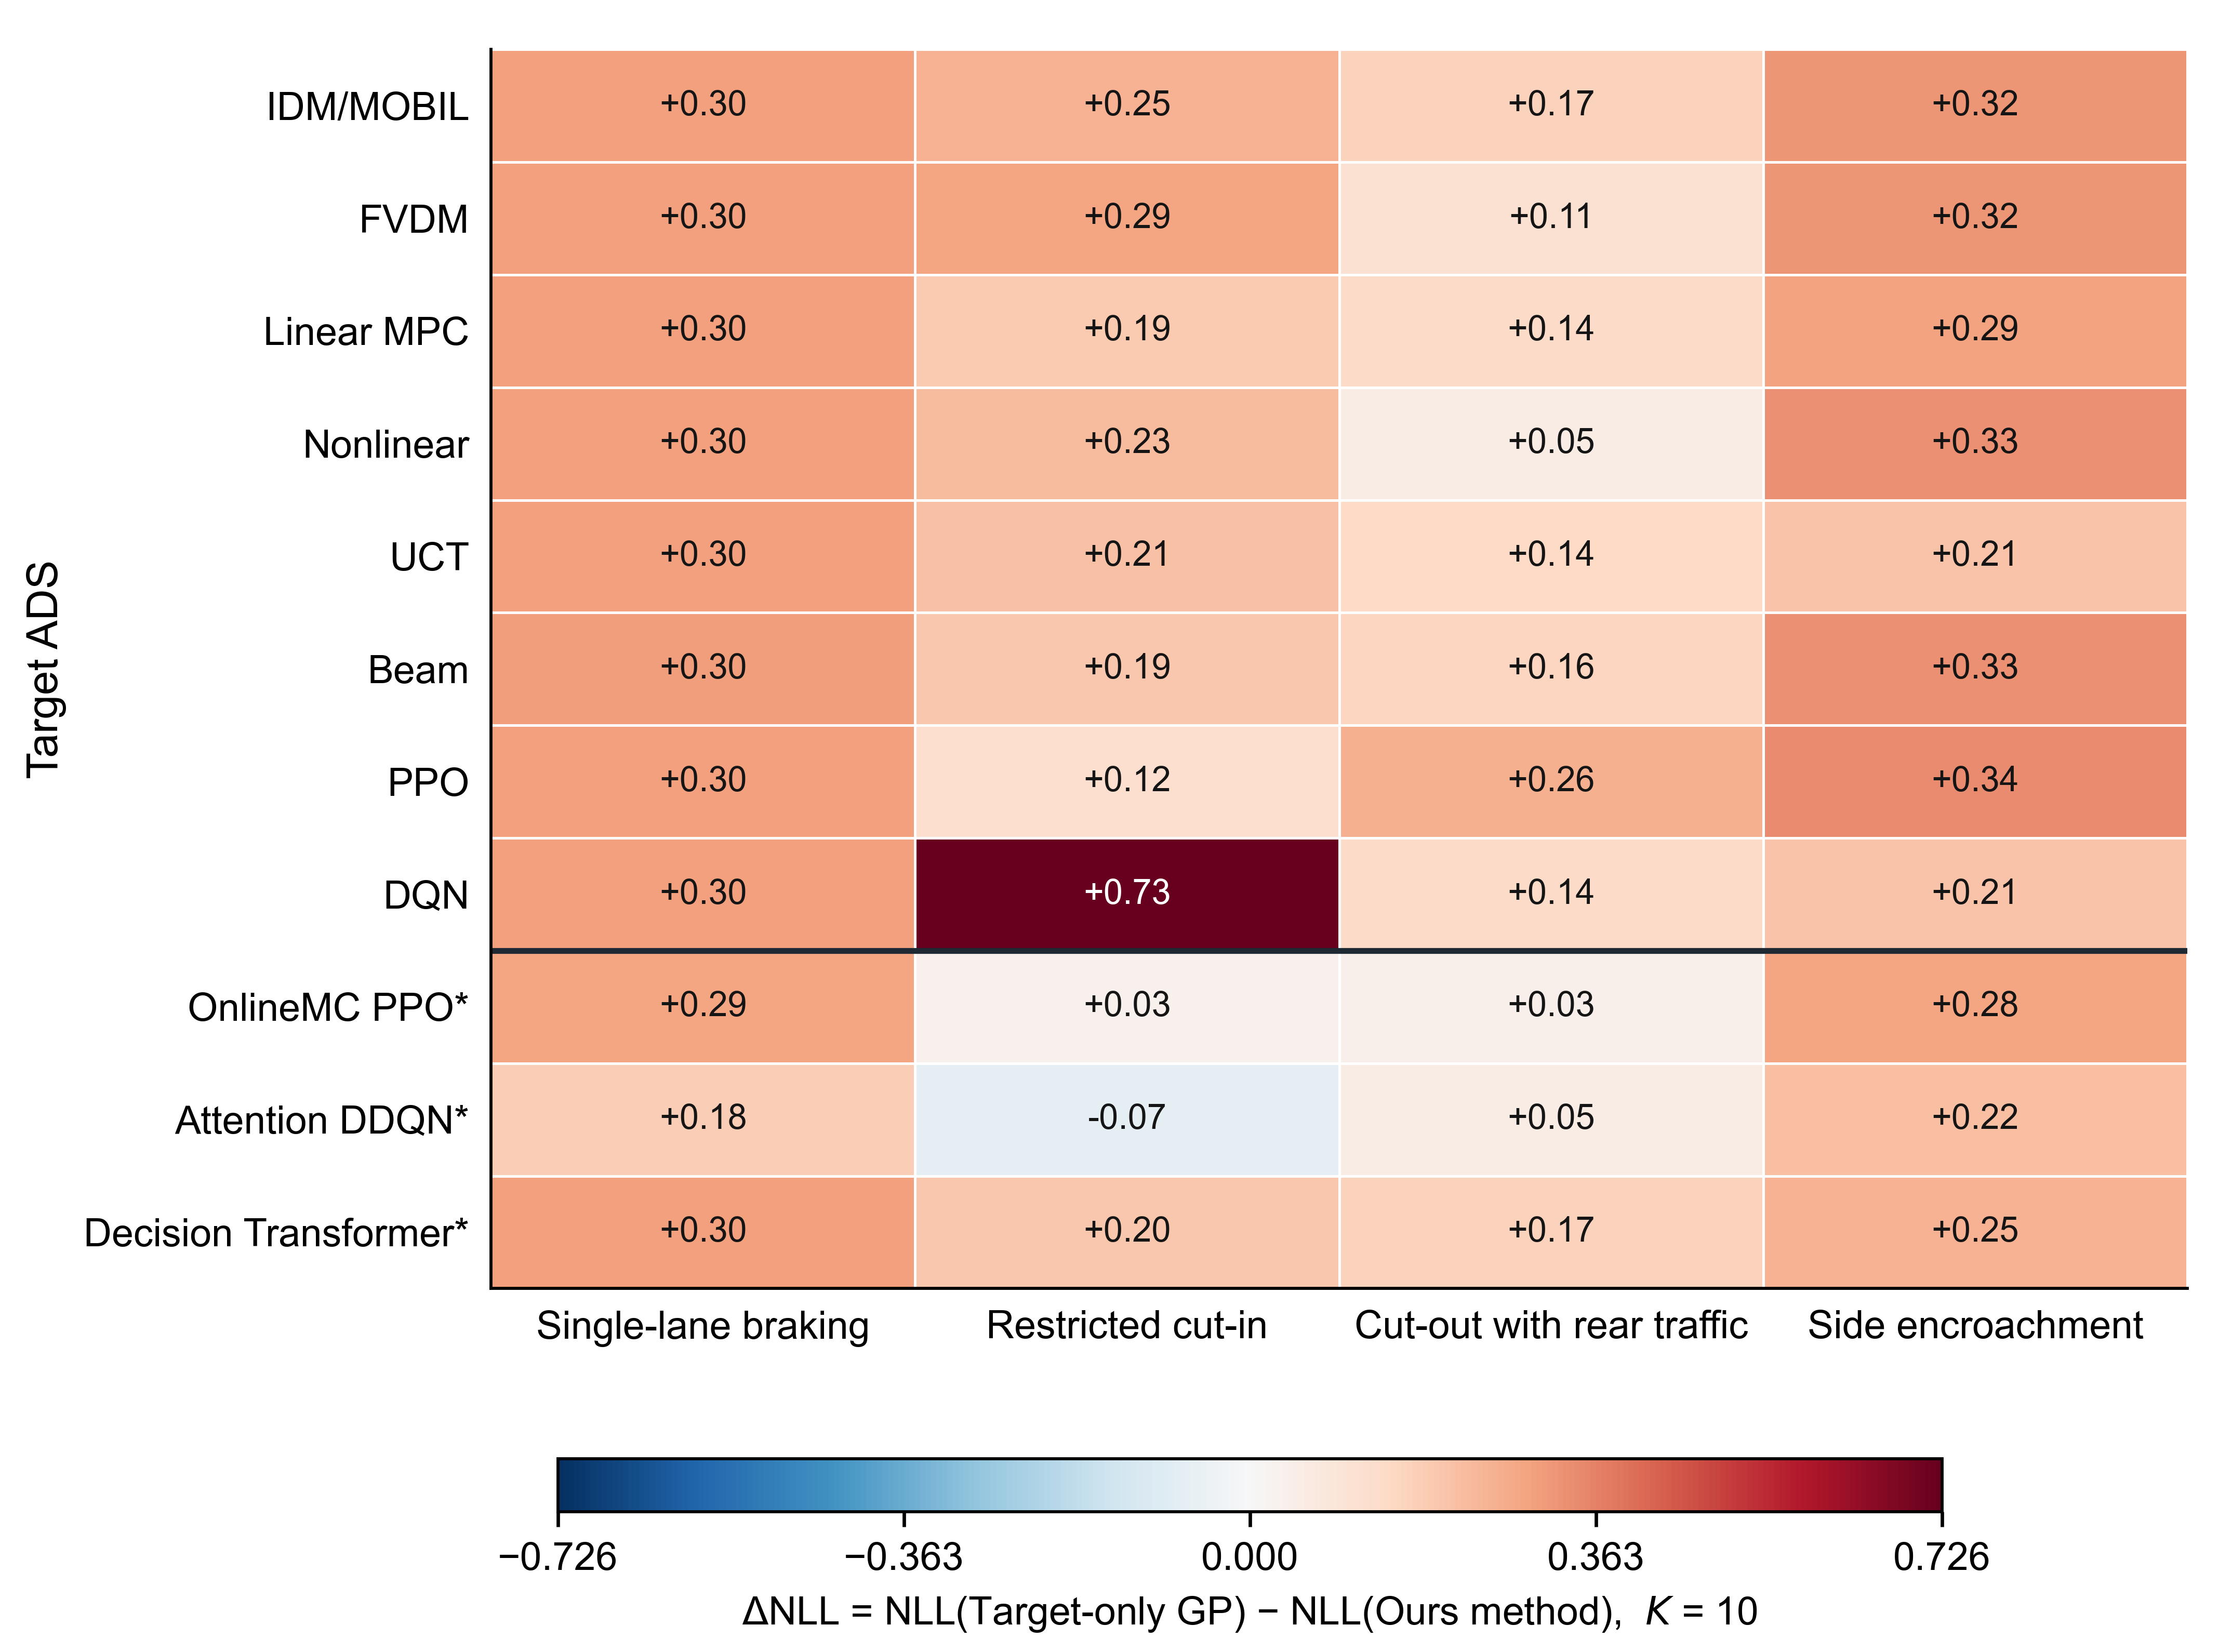 Target ADS
IDM/MOBIL +0.30 +0.25 +0.17 +0.32
FVDM +0.30 +0.29 +0.11 +0.32
Linear MPC +0.30 +0.19 +0.14 +0.29
Nonlinear +0.30 +0.23 +0.05 +0.33
UCT +0.30 +0.21 +0.14 +0.21
Beam +0.30 +0.19 +0.16 +0.33
PPO +0.30 +0.12 +0.26 +0.34
DQN +0.30 +0.73 +0.14 +0.21
OnlineMC PPO* +0.29 +0.03 +0.03 +0.28
Attention DDQN* +0.18 -0.07 +0.05 +0.22
Decision Transformer* +0.30 +0.20 +0.17 +0.25
Single-lane braking Restricted cut-in Cut-out with rear traffic Side encroachment
−0.726 −0.363 0.000 0.363 0.726
ΔNLL = NLL(Target-only GP) − NLL(Ours method), K = 10